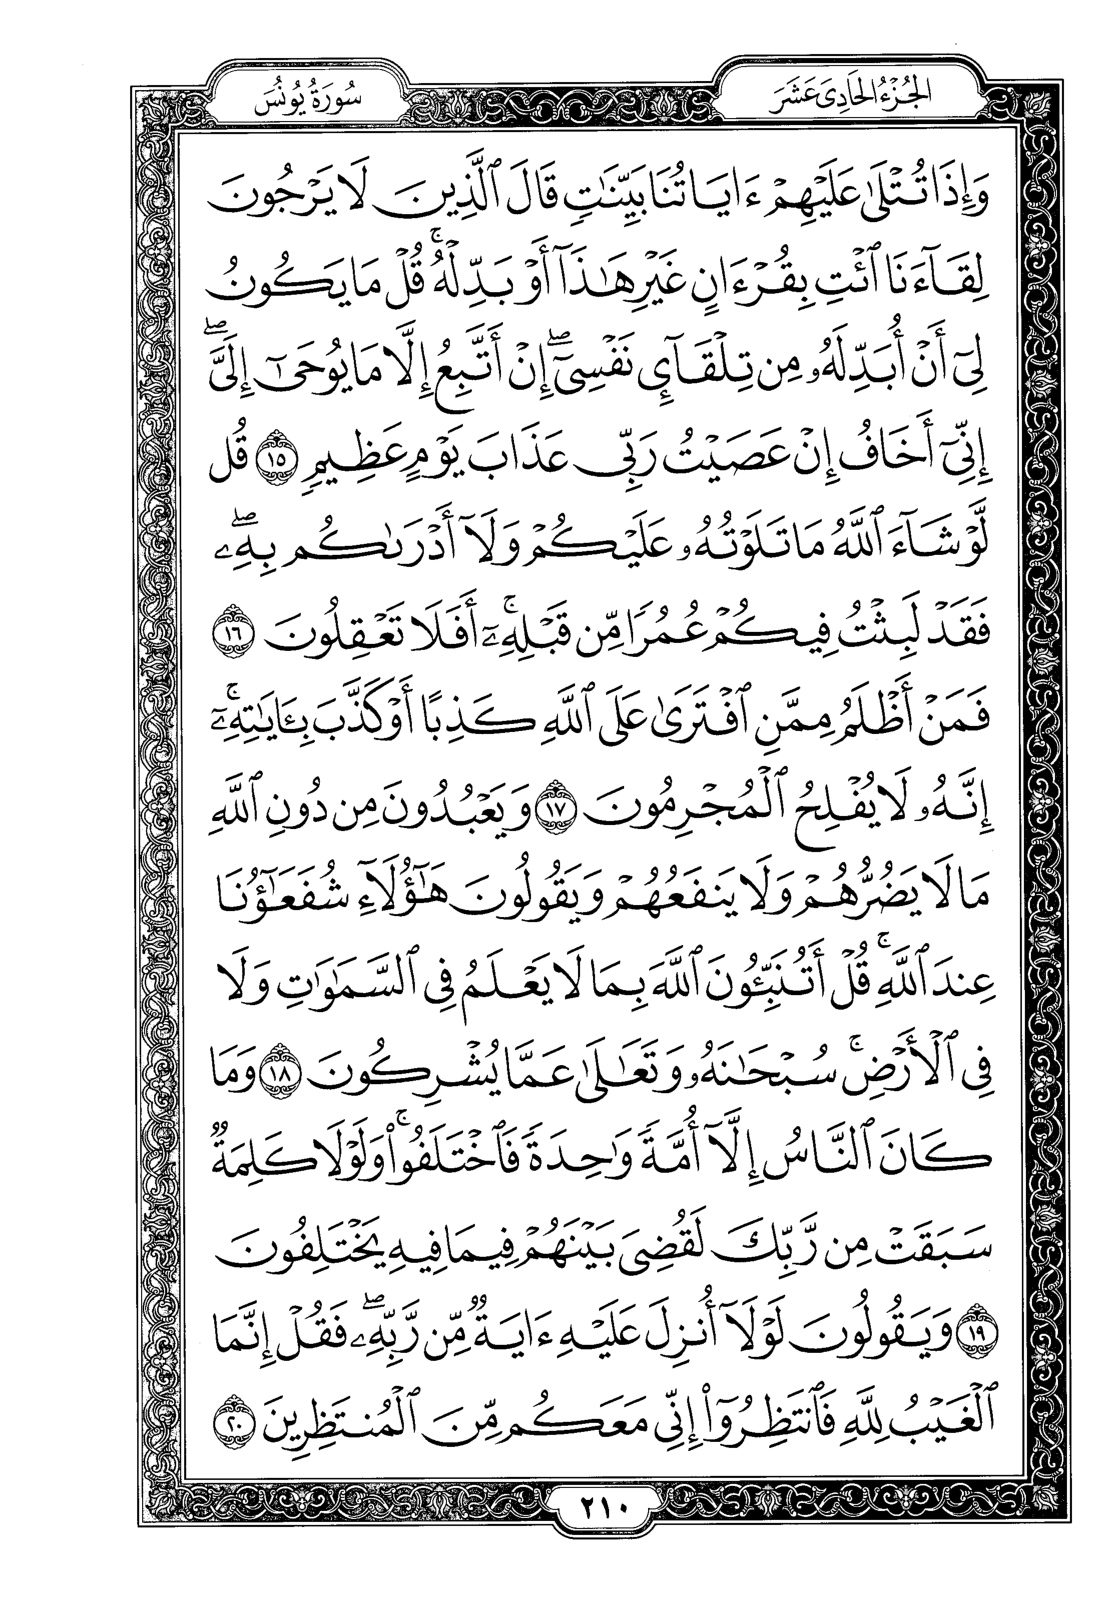 الجُزْءُ الحَادِى عَشَرَ
سُورَةُ يُونُسَ
وَإِذَا تُتْلَىٰ عَلَيْهِمْ ءَايَاتُنَا بَيِّنَٰتٍ قَالَ ٱلَّذِينَ لَا يَرْجُونَ
لِقَآءَنَا ٱئْتِ بِقُرْءَانٍ غَيْرِ هَٰذَآ أَوْ بَدِّلْهُ ۚ قُلْ مَا يَكُونُ
لِىٓ أَنْ أُبَدِّلَهُۥ مِن تِلْقَآئِ نَفْسِىٓ ۖ إِنْ أَتَّبِعُ إِلَّا مَا يُوحَىٰٓ إِلَىَّ ۖ
إِنِّىٓ أَخَافُ إِنْ عَصَيْتُ رَبِّى عَذَابَ يَوْمٍ عَظِيمٍ ١٥ قُل
لَّوْ شَآءَ ٱللَّهُ مَا تَلَوْتُهُۥ عَلَيْكُمْ وَلَآ أَدْرَىٰكُم بِهِۦ ۖ
فَقَدْ لَبِثْتُ فِيكُمْ عُمُرًا مِّن قَبْلِهِۦٓ ۚ أَفَلَا تَعْقِلُونَ ١٦
فَمَنْ أَظْلَمُ مِمَّنِ ٱفْتَرَىٰ عَلَى ٱللَّهِ كَذِبًا أَوْ كَذَّبَ بِـَٔايَٰتِهِۦٓ ۚ
إِنَّهُۥ لَا يُفْلِحُ ٱلْمُجْرِمُونَ ١٧ وَيَعْبُدُونَ مِن دُونِ ٱللَّهِ
مَا لَا يَضُرُّهُمْ وَلَا يَنفَعُهُمْ وَيَقُولُونَ هَٰٓؤُلَآءِ شُفَعَٰٓؤُنَا
عِندَ ٱللَّهِ ۚ قُلْ أَتُنَبِّـُٔونَ ٱللَّهَ بِمَا لَا يَعْلَمُ فِى ٱلسَّمَٰوَٰتِ وَلَا
فِى ٱلْأَرْضِ ۚ سُبْحَٰنَهُۥ وَتَعَٰلَىٰ عَمَّا يُشْرِكُونَ ١٨ وَمَا
كَانَ ٱلنَّاسُ إِلَّآ أُمَّةً وَٰحِدَةً فَٱخْتَلَفُوا۟ ۚ وَلَوْلَا كَلِمَةٌ
سَبَقَتْ مِن رَّبِّكَ لَقُضِىَ بَيْنَهُمْ فِيمَا فِيهِ يَخْتَلِفُونَ
١٩ وَيَقُولُونَ لَوْلَآ أُنزِلَ عَلَيْهِ ءَايَةٌ مِّن رَّبِّهِۦ ۖ فَقُلْ إِنَّمَا
ٱلْغَيْبُ لِلَّهِ فَٱنتَظِرُوٓا۟ إِنِّى مَعَكُم مِّنَ ٱلْمُنتَظِرِينَ ٢٠
٢١٠